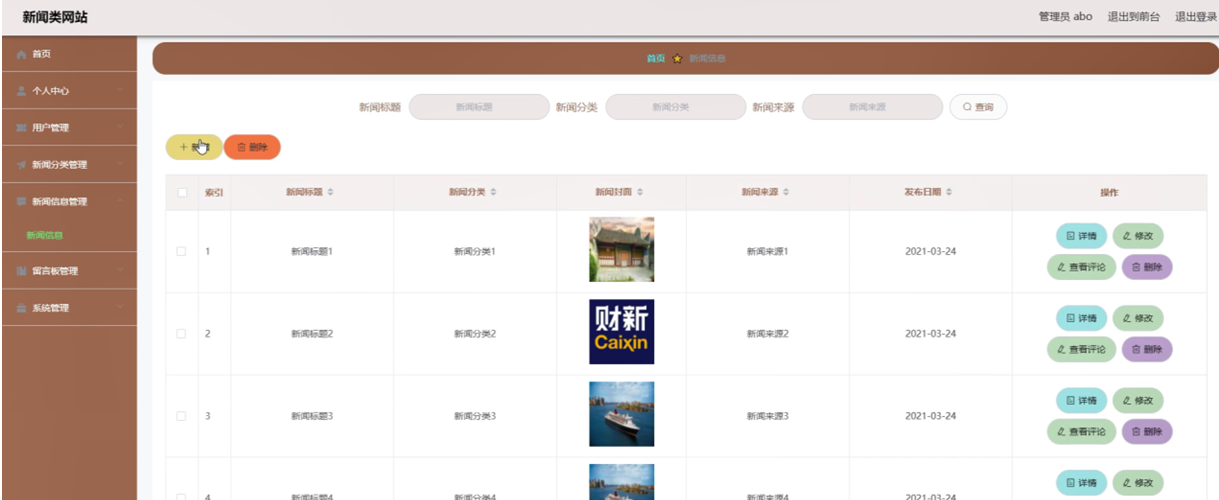 新闻类网站 管理员 abo 退出到前台 退出登录
首页
首页 新闻信息
个人中心
用户管理
新闻分类管理
新闻信息管理
新闻信息
留言板管理
系统管理
新闻标题 新闻标题 新闻分类 新闻分类 新闻来源 新闻来源 查询
+ 删除
索引 新闻标题 新闻分类 新闻封面 新闻来源 发布日期 操作
1 新闻标题1 新闻分类1 新闻来源1 2021-03-24
详情 修改
查看评论 删除
财新
Caixin
2 新闻标题2 新闻分类2 新闻来源2 2021-03-24
详情 修改
查看评论 删除
3 新闻标题3 新闻分类3 新闻来源3 2021-03-24
详情 修改
查看评论 删除
4 新闻标题4 新闻分类4 新闻来源4 2021-03-24
详情 修改